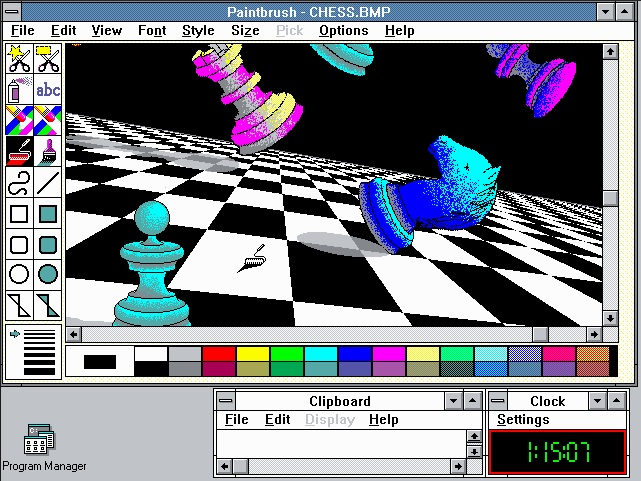 Paintbrush - CHESS.BMP
File Edit View Font Style Size Pick Options Help
abc
Clipboard
File Edit Display Help
Clock
Settings
1:15:07
Program Manager